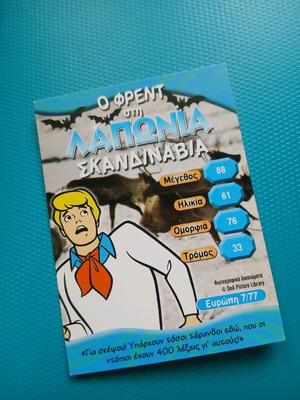 Ο ΦΡΕΝΤ
στη
ΛΑΠΩΝΙΑ
ΣΚΑΝΔΙΝΑΒΙΑ
Μέγεθος 88
Ηλικία 61
Ομορφιά 76
Τρόμος 33
Φωτογραφικά δικαιώματα
© DeA Picture Library
Ευρώπη 7/77
«Για σκέψου! Υπάρχουν τόσοι τάρανδοι εδώ, που οι
ντόπιοι έχουν 400 λέξεις γι' αυτούς!»